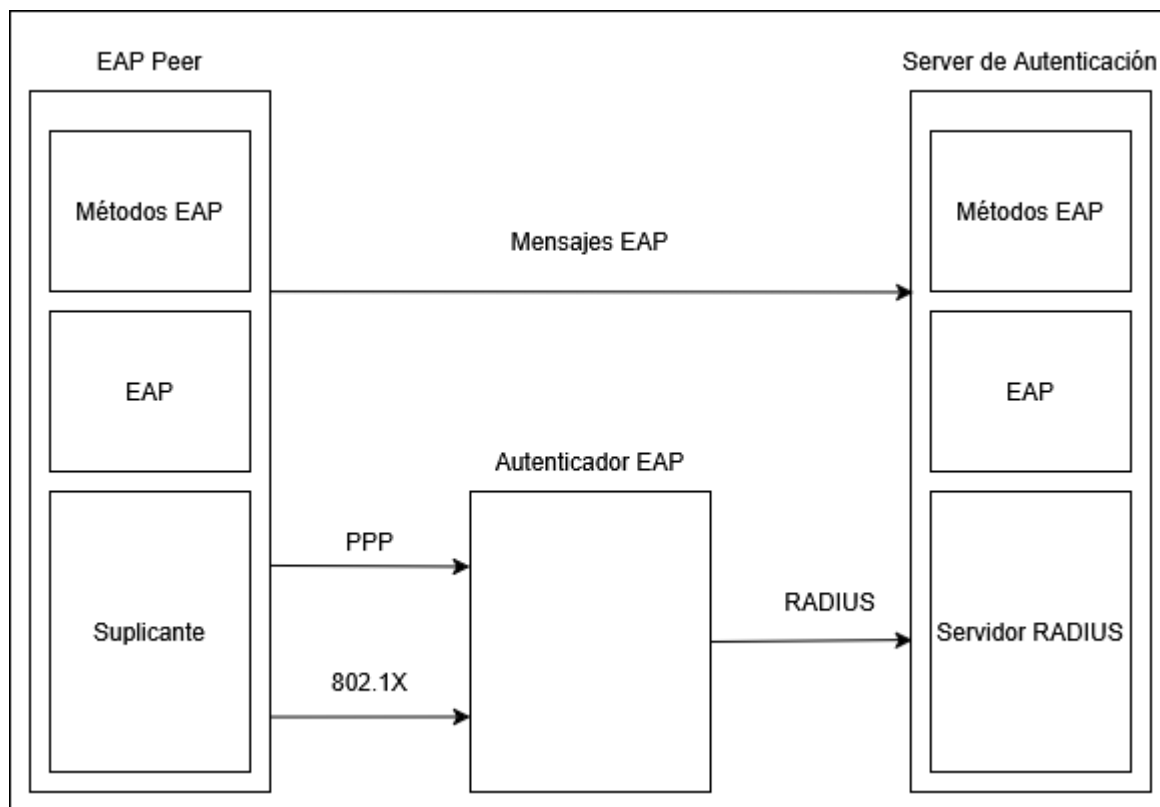 EAP Peer
Server de Autenticación
Métodos EAP
Métodos EAP
Mensajes EAP
EAP
EAP
Autenticador EAP
PPP
RADIUS
Suplicante
Servidor RADIUS
802.1X